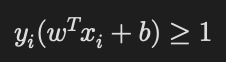 yᵢ(wᵀxᵢ + b) ≥ 1